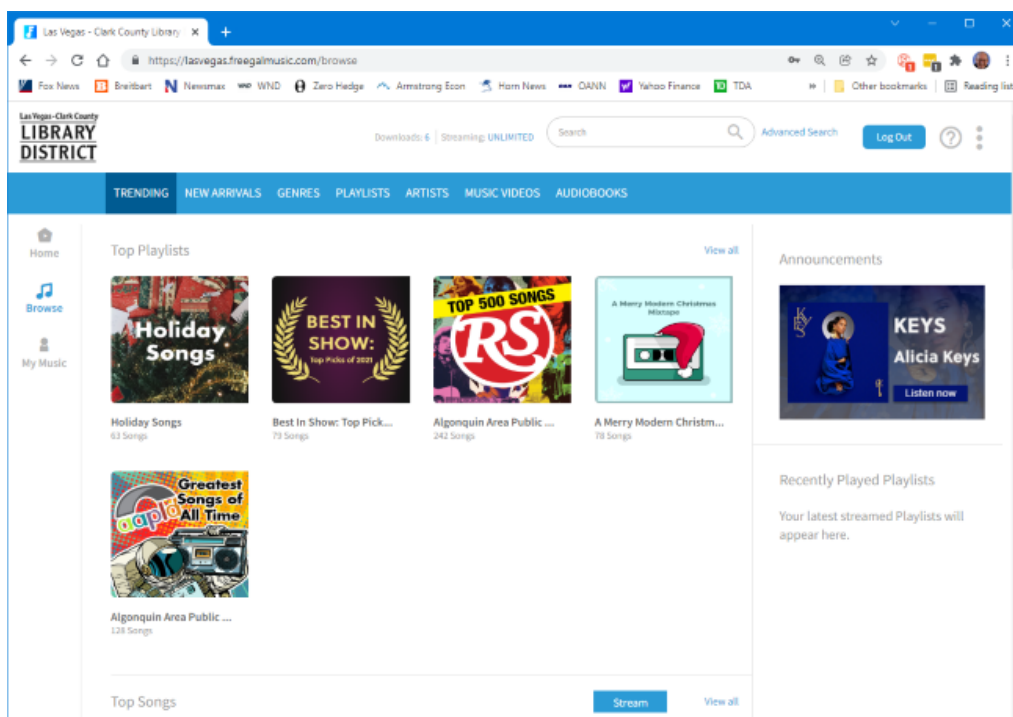 Las Vegas - Clark County Library
https://lasvegas.freegalmusic.com/browse
Fox News Breitbart Newsmax WND Zero Hedge Armstrong Econ Horn News OANN Yahoo Finance TDA » Other bookmarks Reading list
Las Vegas-Clark County
LIBRARY
DISTRICT
Downloads: 6 Streaming: UNLIMITED Search Advanced Search Log Out ?
TRENDING NEW ARRIVALS GENRES PLAYLISTS ARTISTS MUSIC VIDEOS AUDIOBOOKS
Home
Browse
My Music
Top Playlists View all
Holiday
Songs
Holiday Songs
63 Songs
BEST IN
SHOW:
Top Picks of 2021
Best In Show: Top Pick...
79 Songs
TOP 500 SONGS
RS
Algonquin Area Public ...
242 Songs
A Merry Modern Christmas
Mixtape
A Merry Modern Christm...
78 Songs
Greatest
Songs of
All Time
aapld
Algonquin Area Public ...
128 Songs
Top Songs Stream View all
Announcements
KEYS
KEYS
Alicia Keys
Listen now
Recently Played Playlists
Your latest streamed Playlists will
appear here.